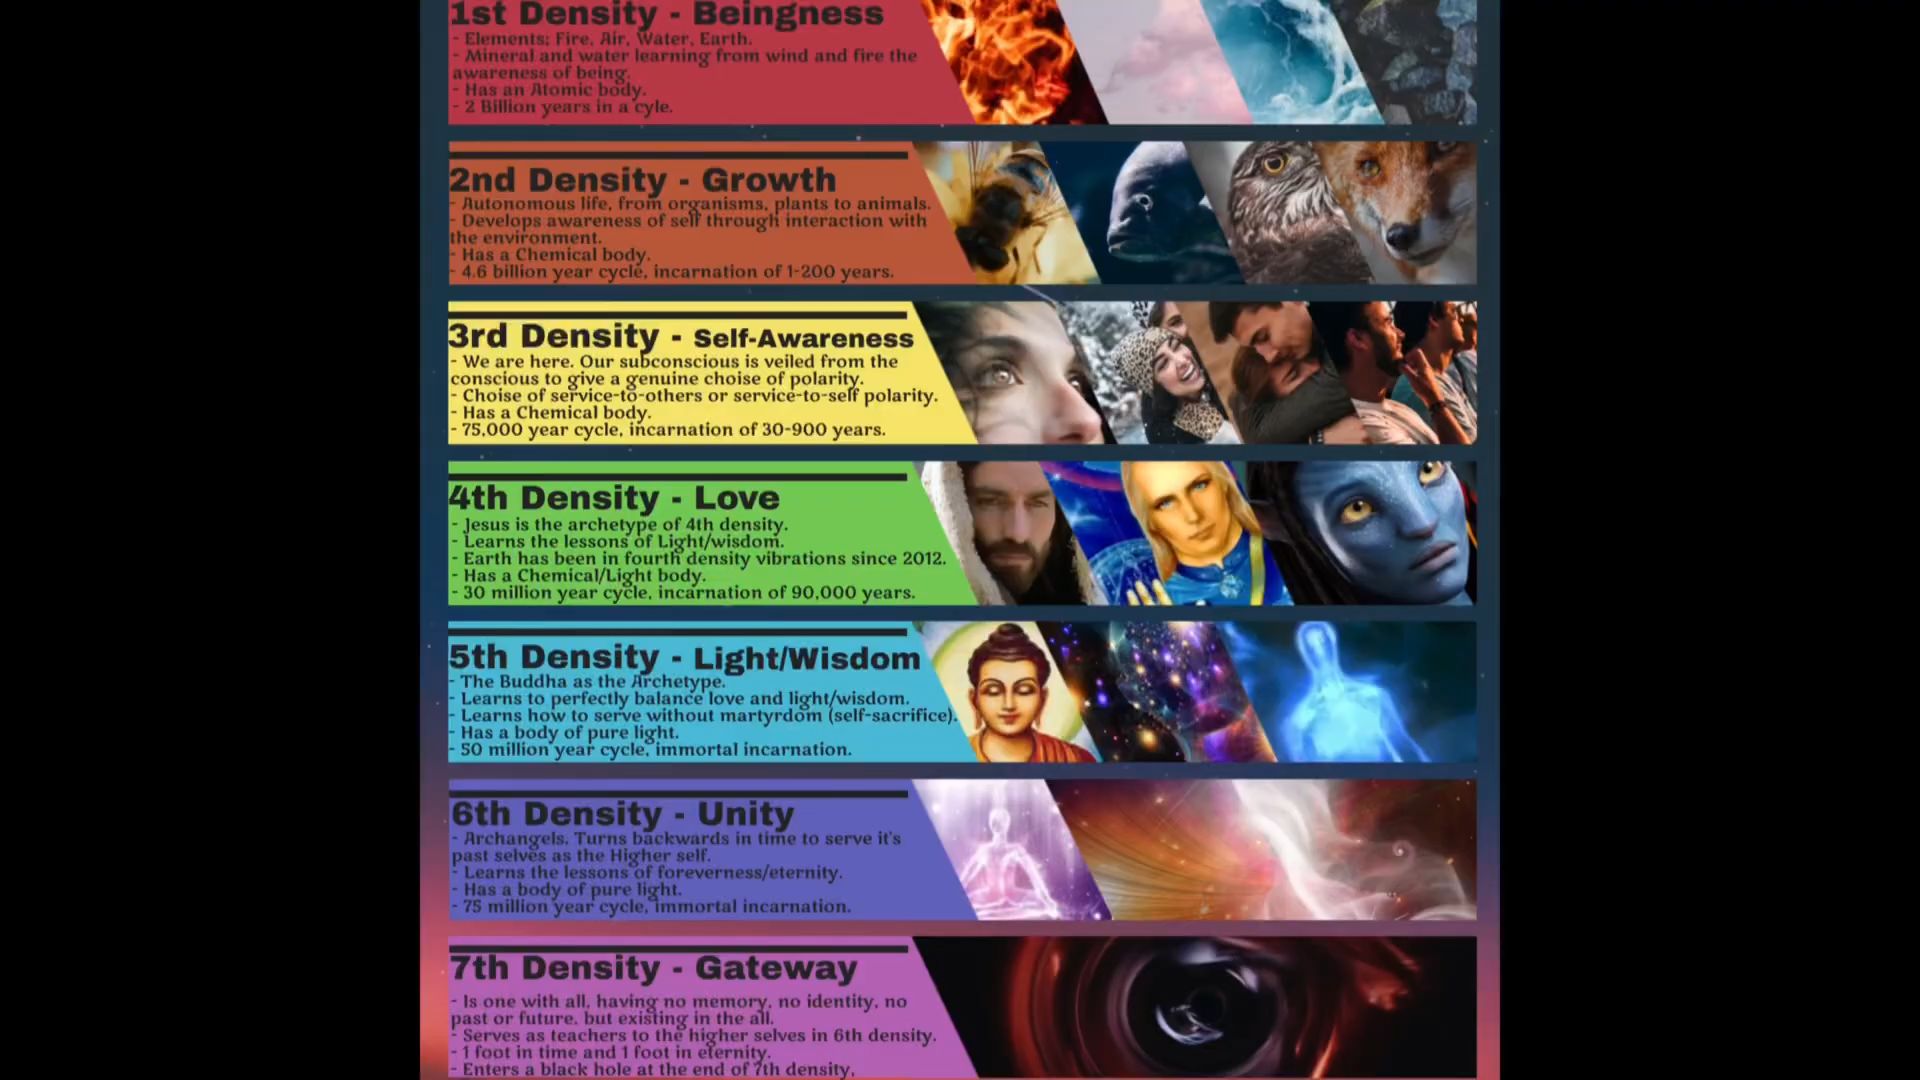 1st Density - Beingness
- Elements; Fire, Air, Water, Earth.
- Mineral and water learning from wind and fire the
awareness of being.
- Has an Atomic body.
- 2 Billion years in a cyle.
2nd Density - Growth
- Autonomous life, from organisms, plants to animals.
- Develops awareness of self through interaction with
the environment.
- Has a Chemical body.
- 4.6 billion year cycle, incarnation of 1-200 years.
3rd Density - Self-Awareness
- We are here. Our subconscious is veiled from the
conscious to give a genuine choise of polarity.
- Choise of service-to-others or service-to-self polarity.
- Has a Chemical body.
- 75,000 year cycle, incarnation of 30-900 years.
4th Density - Love
- Jesus is the archetype of 4th density.
- Learns the lessons of Light/wisdom.
- Earth has been in fourth density vibrations since 2012.
- Has a Chemical/Light body.
- 30 million year cycle, incarnation of 90,000 years.
5th Density - Light/Wisdom
- The Buddha as the Archetype.
- Learns to perfectly balance love and light/wisdom.
- Learns how to serve without martyrdom (self-sacrifice).
- Has a body of pure light.
- 50 million year cycle, immortal incarnation.
6th Density - Unity
- Archangels. Turns backwards in time to serve it's
past selves as the Higher self.
- Learns the lessons of foreverness/eternity.
- Has a body of pure light.
- 75 million year cycle, immortal incarnation.
7th Density - Gateway
- Is one with all, having no memory, no identity, no
past or future, but existing in the all.
- Serves as teachers to the higher selves in 6th density.
- 1 foot in time and 1 foot in eternity.
- Enters a black hole at the end of 7th density,